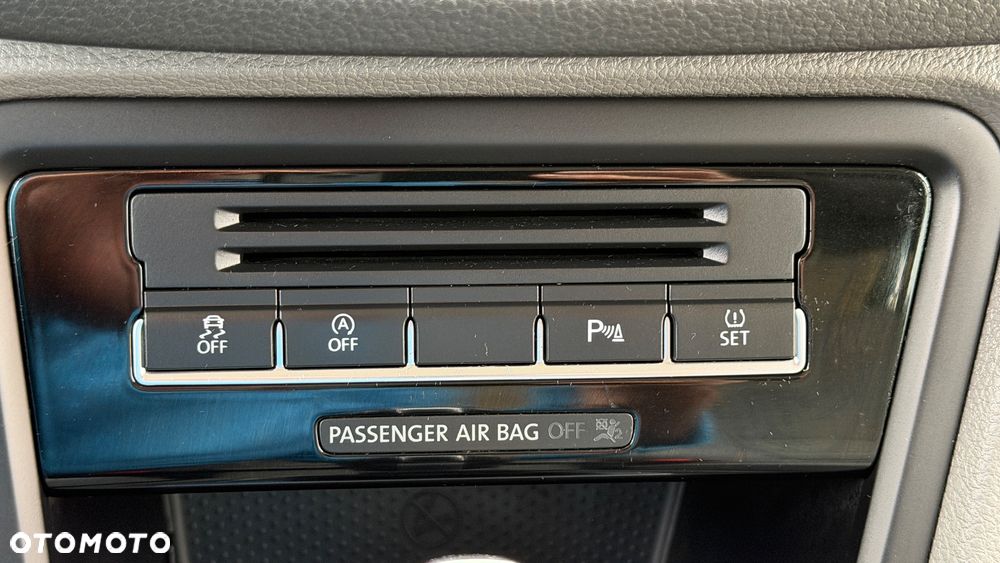 OFF
A
OFF
P
SET
PASSENGER AIR BAG OFF
OTOMOTO